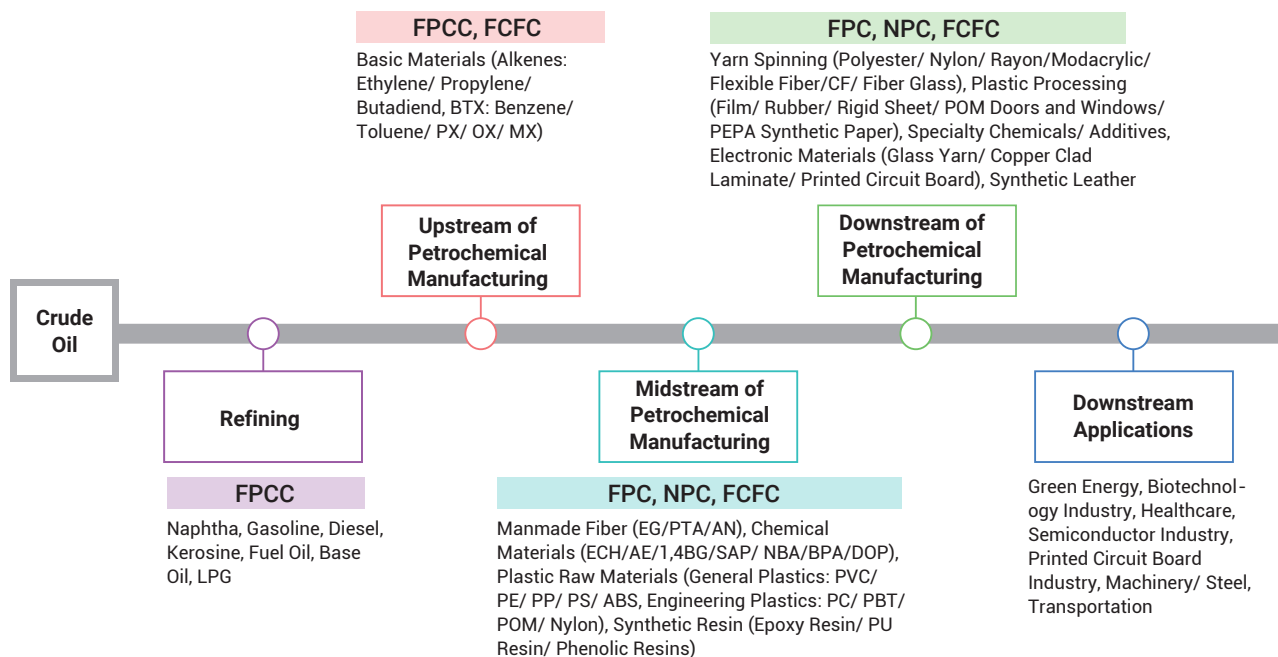 FPCC, FCFC
Basic Materials (Alkenes:
Ethylene/ Propylene/
Butadiend, BTX: Benzene/
Toluene/ PX/ OX/ MX)
FPC, NPC, FCFC
Yarn Spinning (Polyester/ Nylon/ Rayon/Modacrylic/
Flexible Fiber/CF/ Fiber Glass), Plastic Processing
(Film/ Rubber/ Rigid Sheet/ POM Doors and Windows/
PEPA Synthetic Paper), Specialty Chemicals/ Additives,
Electronic Materials (Glass Yarn/ Copper Clad
Laminate/ Printed Circuit Board), Synthetic Leather
Upstream of
Petrochemical
Manufacturing
Downstream of
Petrochemical
Manufacturing
Crude
Oil
Refining
Midstream of
Petrochemical
Manufacturing
Downstream
Applications
FPCC
Naphtha, Gasoline, Diesel,
Kerosine, Fuel Oil, Base
Oil, LPG
FPC, NPC, FCFC
Manmade Fiber (EG/PTA/AN), Chemical
Materials (ECH/AE/1,4BG/SAP/ NBA/BPA/DOP),
Plastic Raw Materials (General Plastics: PVC/
PE/ PP/ PS/ ABS, Engineering Plastics: PC/ PBT/
POM/ Nylon), Synthetic Resin (Epoxy Resin/ PU
Resin/ Phenolic Resins)
Green Energy, Biotechnol-
ogy Industry, Healthcare,
Semiconductor Industry,
Printed Circuit Board
Industry, Machinery/ Steel,
Transportation